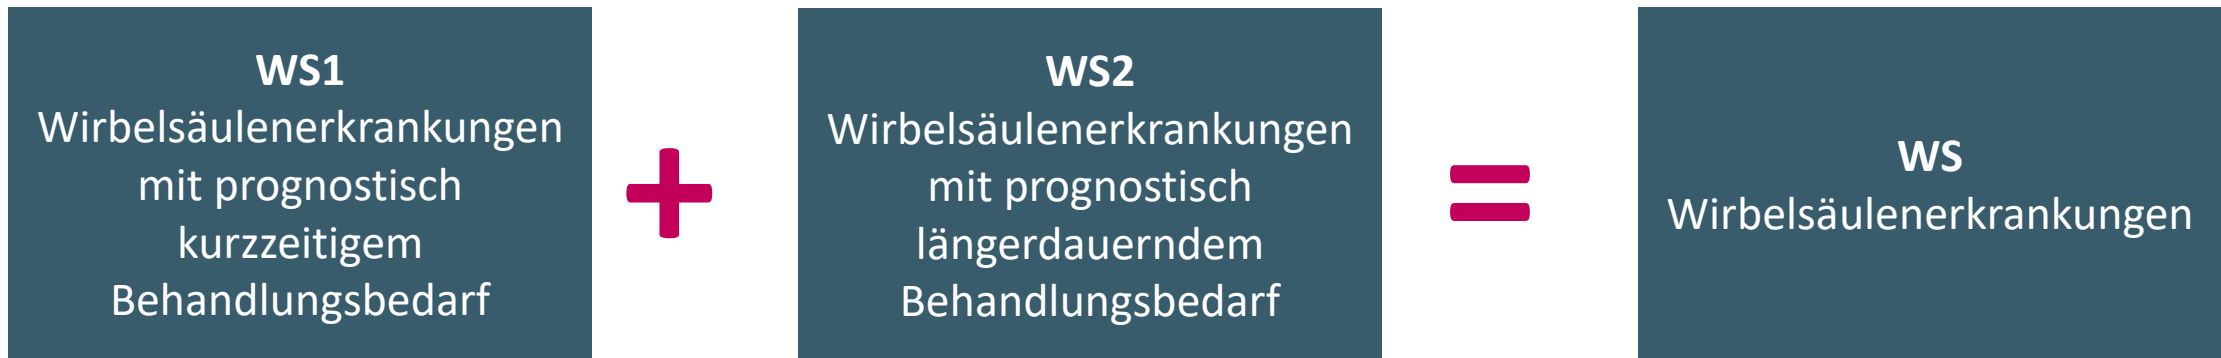 WS1
Wirbelsäulenerkrankungen
mit prognostisch
kurzzeitigem
Behandlungsbedarf
+
WS2
Wirbelsäulenerkrankungen
mit prognostisch
längerdauerndem
Behandlungsbedarf
=
WS
Wirbelsäulenerkrankungen